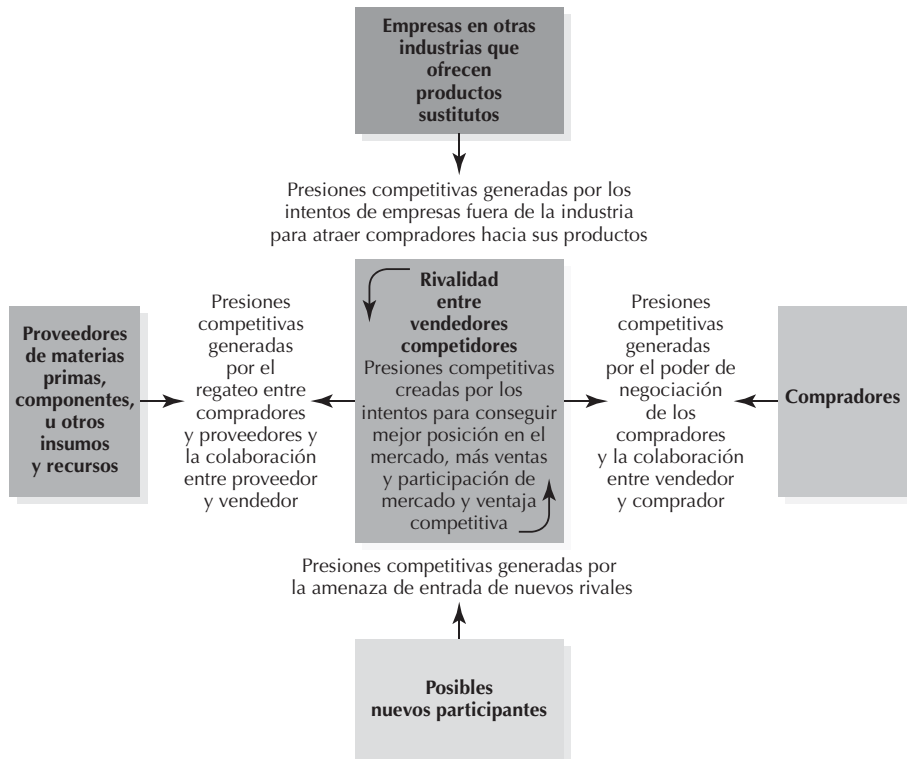 Empresas en otras
industrias que
ofrecen
productos
sustitutos
Presiones competitivas generadas por los
intentos de empresas fuera de la industria
para atraer compradores hacia sus productos
Proveedores
de materias
primas,
componentes,
u otros
insumos
y recursos
Presiones
competitivas
generadas
por el
regateo entre
compradores
y proveedores y
la colaboración
entre proveedor
y vendedor
Rivalidad
entre
vendedores
competidores
Presiones competitivas
creadas por los
intentos para conseguir
mejor posición en el
mercado, más ventas
y participación de
mercado y ventaja
competitiva
Presiones
competitivas
generadas
por el poder de
negociación
de los
compradores
y la colaboración
entre vendedor
y comprador
Compradores
Presiones competitivas generadas por
la amenaza de entrada de nuevos rivales
Posibles
nuevos participantes